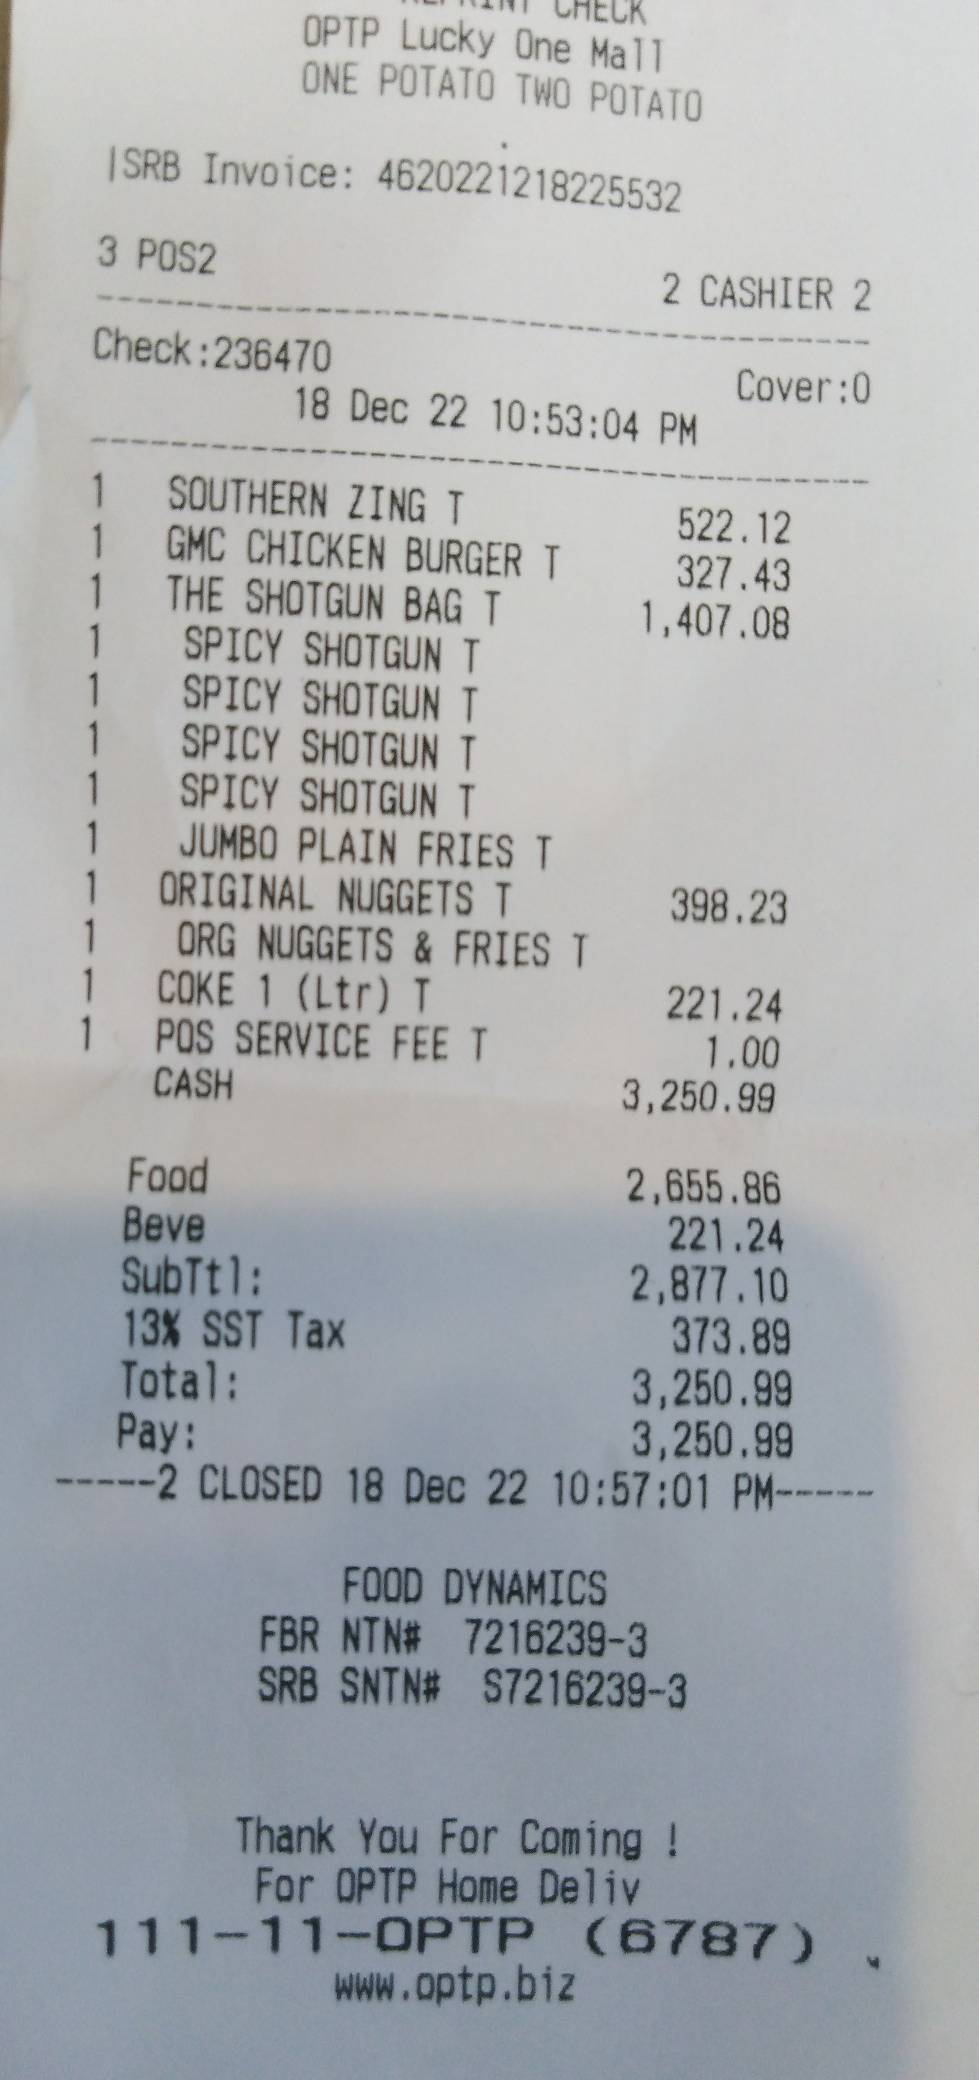 REPRINT CHECK
OPTP Lucky One Mall
ONE POTATO TWO POTATO
|SRB Invoice: 4620221218225532
3 POS2 2 CASHIER 2
Check:236470 Cover:0
18 Dec 22 10:53:04 PM
1 SOUTHERN ZING T 522.12
1 GMC CHICKEN BURGER T 327.43
1 THE SHOTGUN BAG T 1,407.08
1 SPICY SHOTGUN T
1 SPICY SHOTGUN T
1 SPICY SHOTGUN T
1 SPICY SHOTGUN T
1 JUMBO PLAIN FRIES T
1 ORIGINAL NUGGETS T 398.23
1 ORG NUGGETS & FRIES T
1 COKE 1 (Ltr) T 221.24
1 POS SERVICE FEE T 1.00
CASH 3,250.99
Food 2,655.86
Beve 221.24
SubTtl: 2,877.10
13% SST Tax 373.89
Total: 3,250.99
Pay: 3,250.99
-----2 CLOSED 18 Dec 22 10:57:01 PM-----
FOOD DYNAMICS
FBR NTN# 7216239-3
SRB SNTN# S7216239-3
Thank You For Coming !
For OPTP Home Deliv
111-11-OPTP (6787)
www.optp.biz